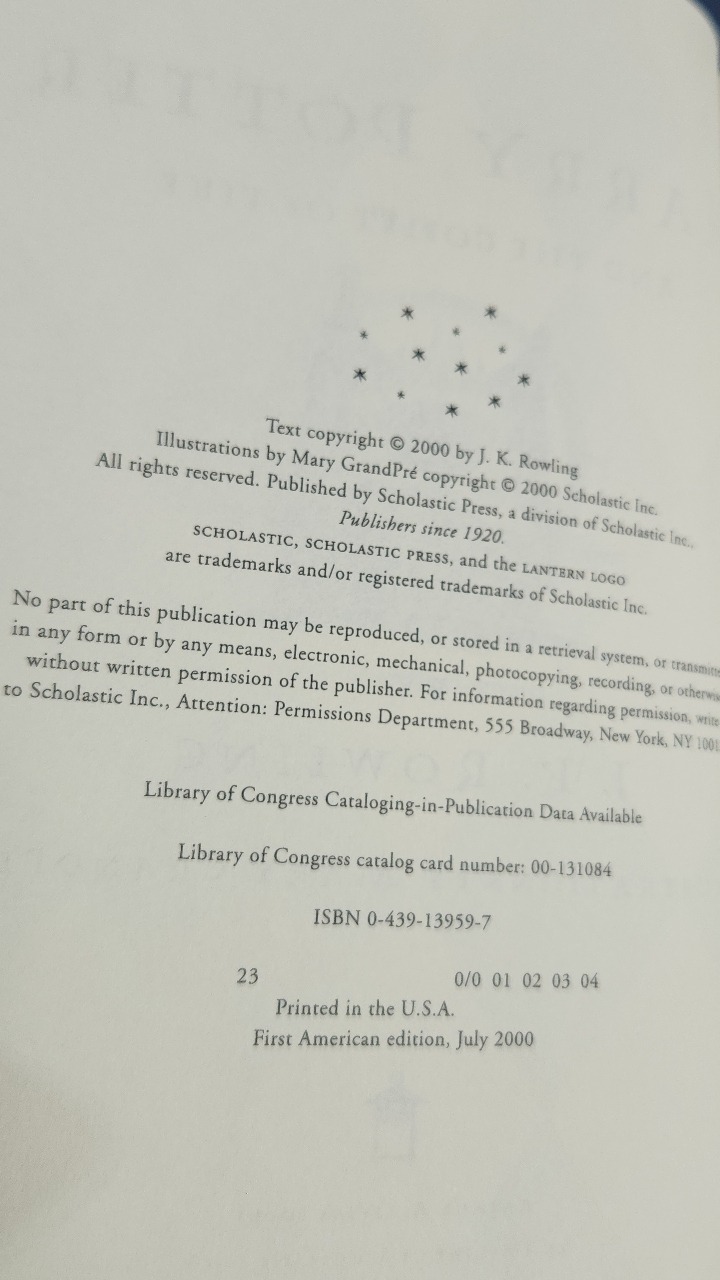 Text copyright © 2000 by J. K. Rowling
Illustrations by Mary GrandPré copyright © 2000 Scholastic Inc.
All rights reserved. Published by Scholastic Press, a division of Scholastic Inc.,
Publishers since 1920.
SCHOLASTIC, SCHOLASTIC PRESS, and the LANTERN LOGO
are trademarks and/or registered trademarks of Scholastic Inc.
No part of this publication may be reproduced, or stored in a retrieval system, or
in any form or by any means, electronic, mechanical, photocopying, recording, or
without written permission of the publisher. For information regarding permission, write
to Scholastic Inc., Attention: Permissions Department, 555 Broadway, New York, NY
Library of Congress Cataloging-in-Publication Data Available
Library of Congress catalog card number: 00-131084
ISBN 0-439-13959-7
23 0/0 01 02 03 04
Printed in the U.S.A.
First American edition, July 2000